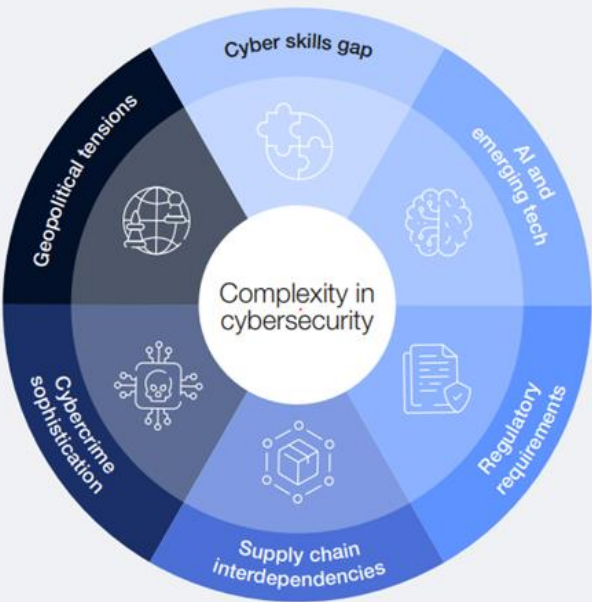 Cyber skills gap
AI and
emerging tech
Regulatory
requirements
Supply chain
interdependencies
Cybercrime
sophistication
Geopolitical tensions
Complexity in
cybersecurity